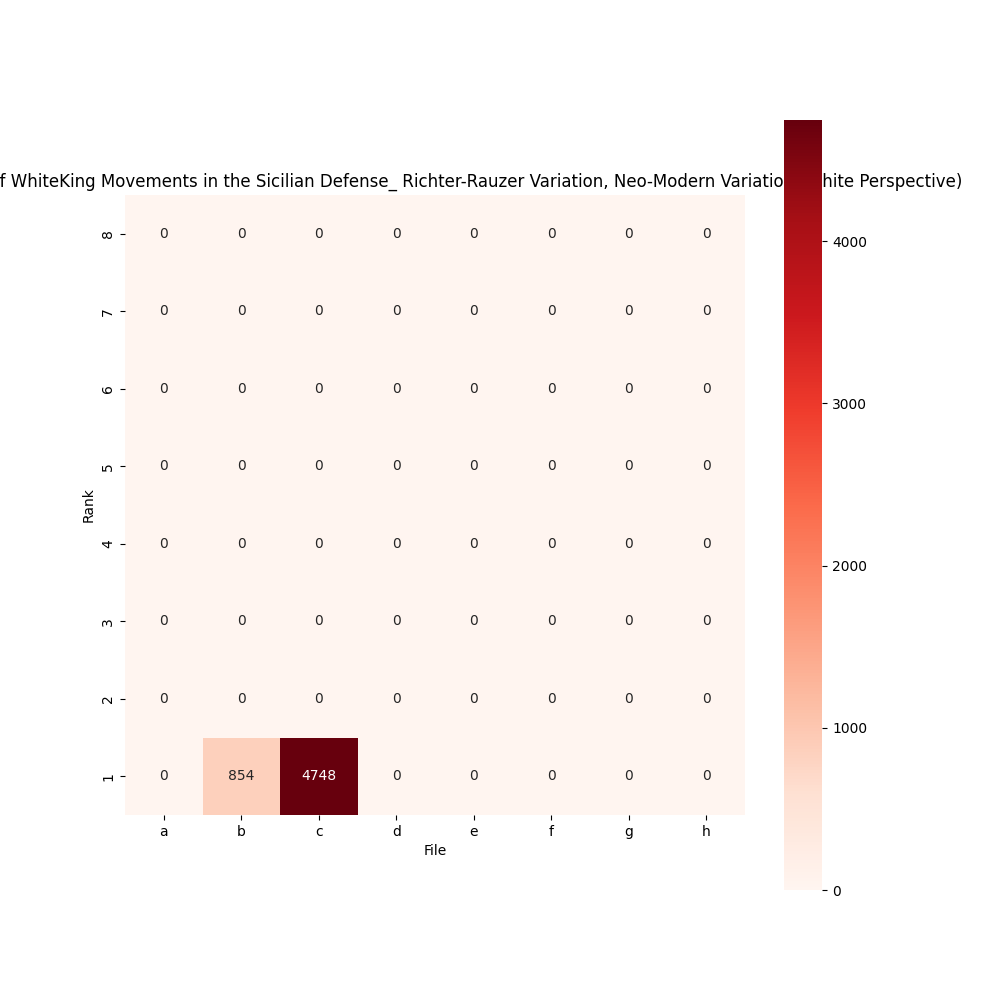 f WhiteKing Movements in the Sicilian Defense_ Richter-Rauzer Variation, Neo-Modern Variatio hite Perspective)
8 0 0 0 0 0 0 0 0
7 0 0 0 0 0 0 0 0
6 0 0 0 0 0 0 0 0
5 0 0 0 0 0 0 0 0
4 0 0 0 0 0 0 0 0
3 0 0 0 0 0 0 0 0
2 0 0 0 0 0 0 0 0
1 0 854 4748 0 0 0 0 0
a b c d e f g h
File
Rank
4000
3000
2000
1000
0